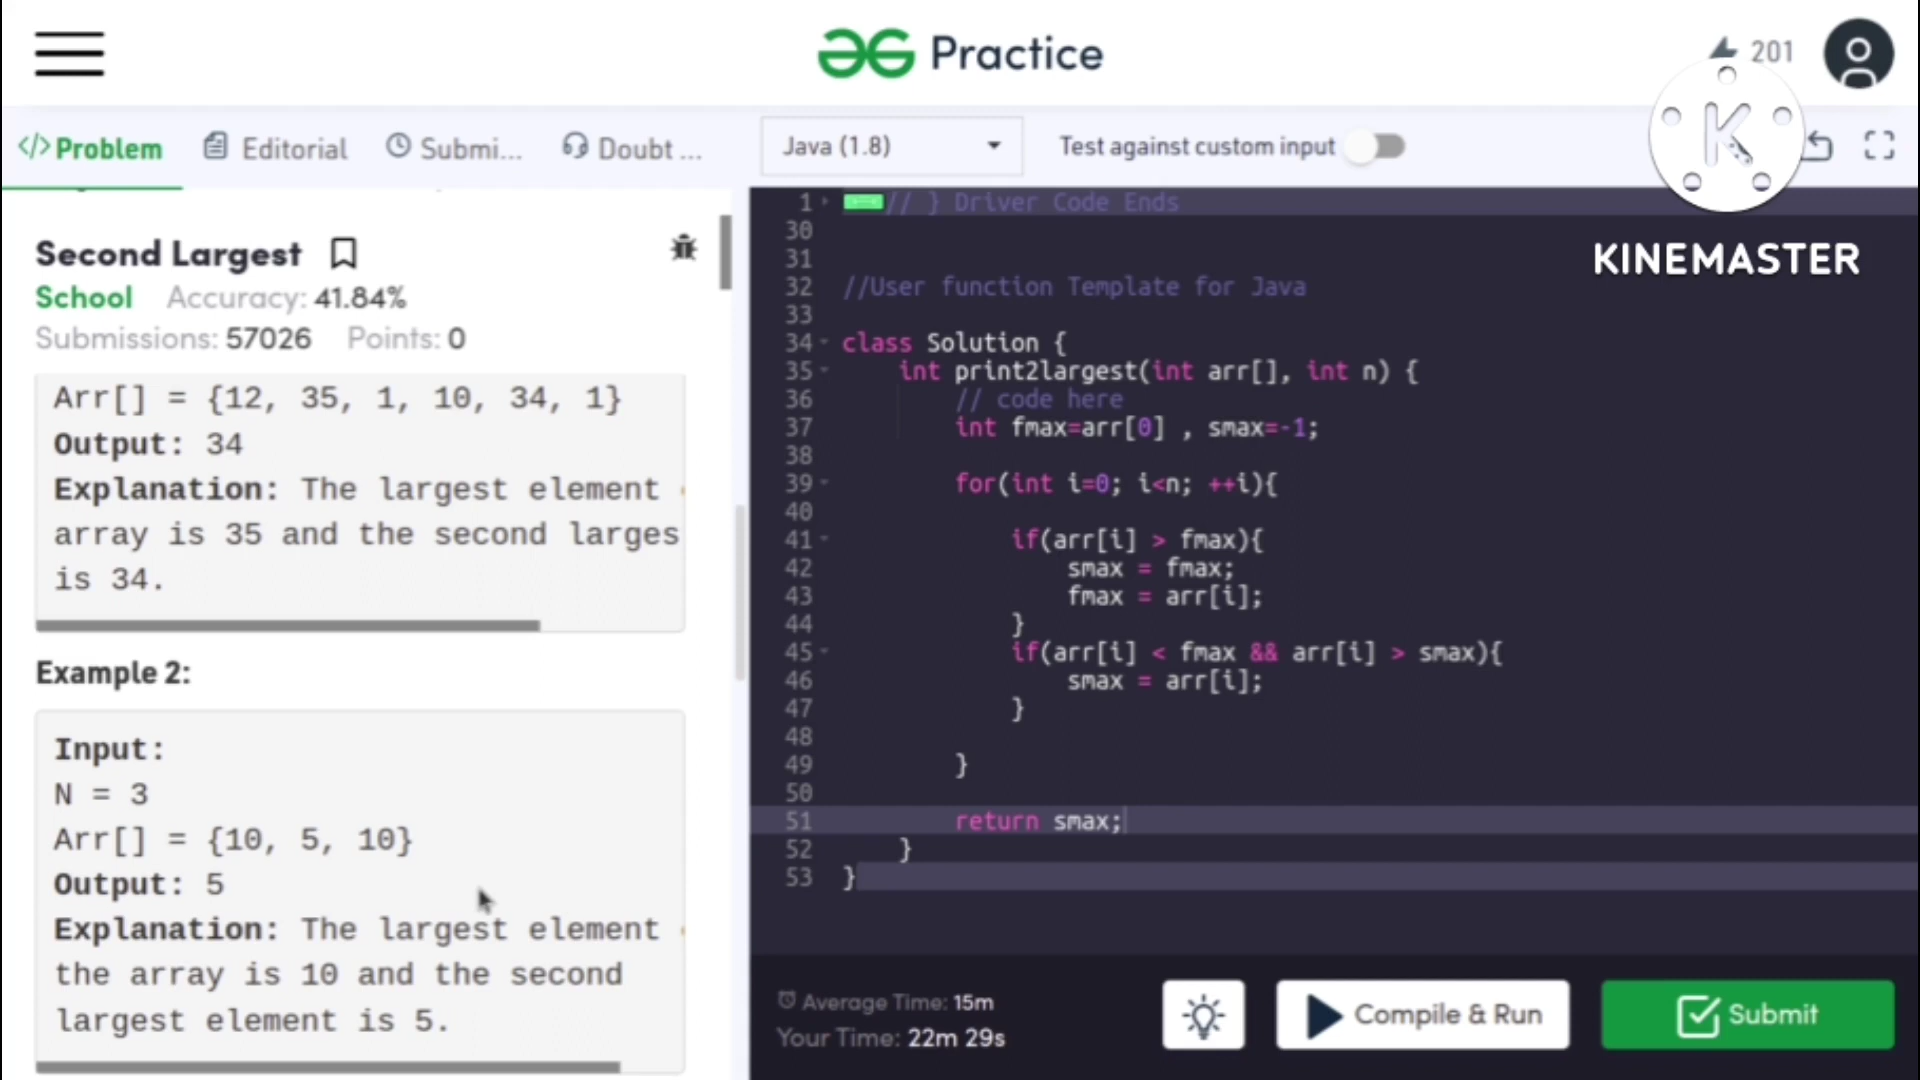 Practice
201
K
KINEMASTER
</> Problem
Editorial
Submi...
Doubt ...
Java (1.8)
Test against custom input
Second Largest
School Accuracy: 41.84%
Submissions: 57026 Points: 0
Arr[] = {12, 35, 1, 10, 34, 1}
Output: 34
Explanation: The largest element
array is 35 and the second larges
is 34.
Example 2:
Input:
N = 3
Arr[] = {10, 5, 10}
Output: 5
Explanation: The largest element
the array is 10 and the second
largest element is 5.
1 // } Driver Code Ends
30
31
32 //User function Template for Java
33
34 class Solution {
35 int print2largest(int arr[], int n) {
36 // code here
37 int fmax=arr[0] , smax=-1;
38
39 for(int i=0; i<n; ++i){
40
41 if(arr[i] > fmax){
42 smax = fmax;
43 fmax = arr[i];
44 }
45 if(arr[i] < fmax && arr[i] > smax){
46 smax = arr[i];
47 }
48
49 }
50
51 return smax;
52 }
53 }
Average Time: 15m
Your Time: 22m 29s
Compile & Run
Submit